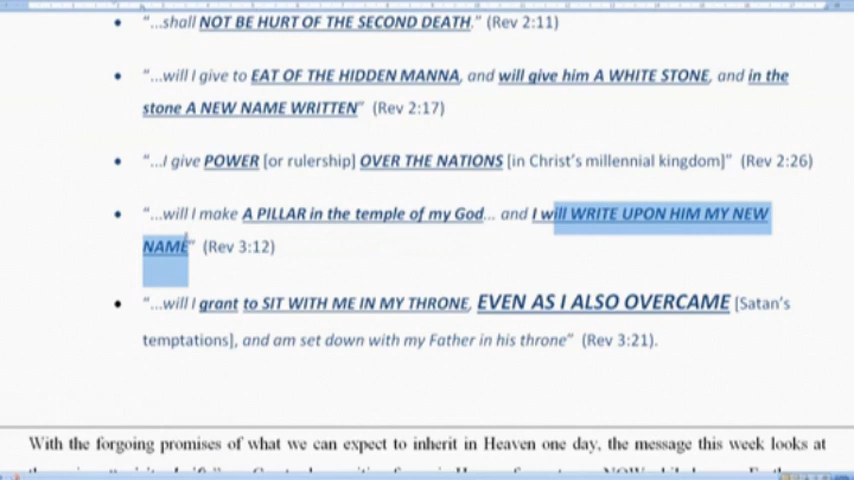 • "...shall NOT BE HURT OF THE SECOND DEATH." (Rev 2:11)
• "...will I give to EAT OF THE HIDDEN MANNA, and will give him A WHITE STONE, and in the
stone A NEW NAME WRITTEN" (Rev 2:17)
• "...I give POWER [or rulership] OVER THE NATIONS [in Christ's millennial kingdom]" (Rev 2:26)
• "...will I make A PILLAR in the temple of my God... and I will WRITE UPON HIM MY NEW
NAME" (Rev 3:12)
• "...will I grant to SIT WITH ME IN MY THRONE, EVEN AS I ALSO OVERCAME [Satan's
temptations], and am set down with my Father in his throne" (Rev 3:21).
With the forgoing promises of what we can expect to inherit in Heaven one day, the message this week looks at